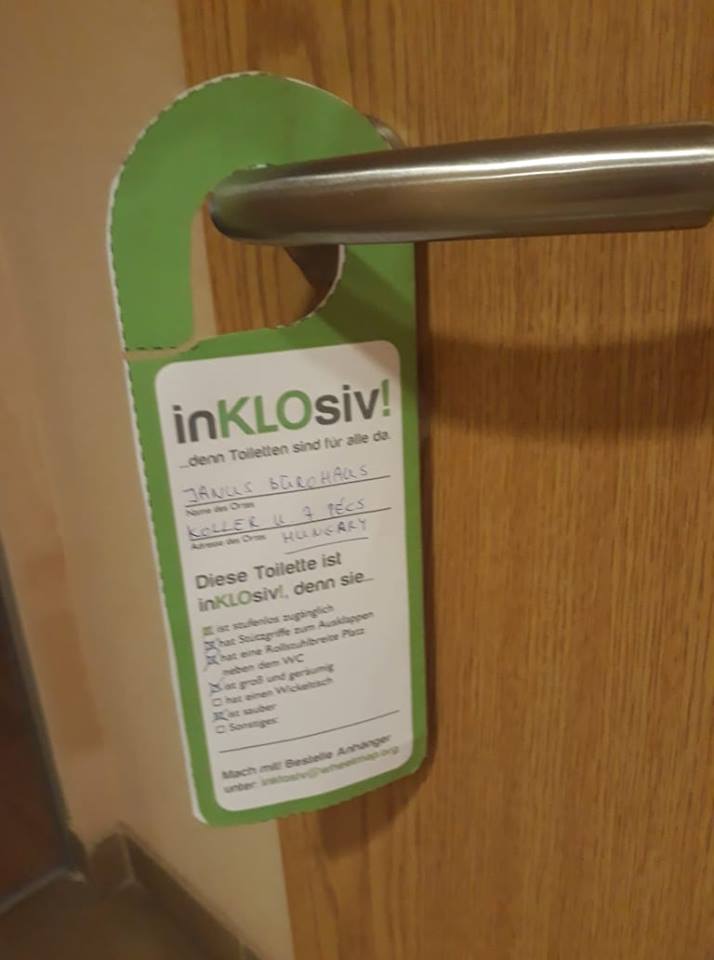 inKLOsiv!
...denn Toiletten sind für alle da.
JANUS BÜROHAUS
Name des Ortes
KOLLER U 7 PÉCS
Adresse des Ortes HUNGARY
Diese Toilette ist
inKLOsiv!, denn sie...
ist stufenlos zugänglich
hat Stützgriffe zum Ausklappen
hat eine Rollstuhlbreite Platz
neben dem WC
ist groß und geräumig
hat einen Wickeltisch
ist sauber
Sonstiges:
Mach mit! Bestelle Anhänger
unter: inklosiv@wheelmap.org